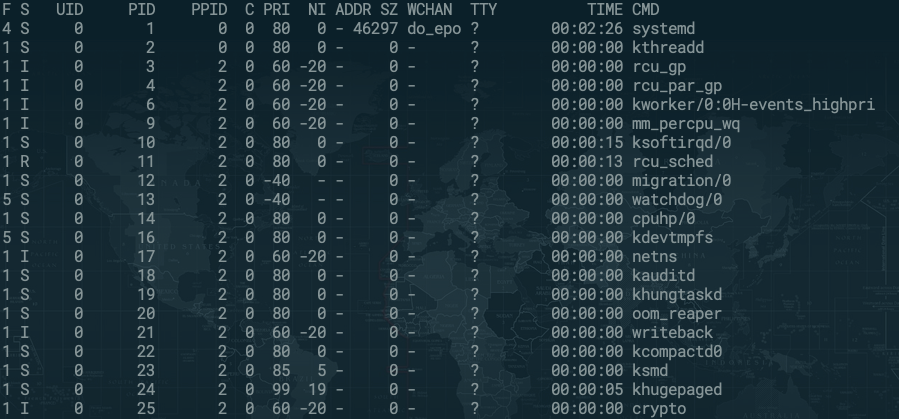 F S   UID     PID    PPID  C PRI  NI ADDR SZ WCHAN  TTY          TIME CMD
4 S     0       1       0  0  80   0 - 46297 do_epo ?        00:02:26 systemd
1 S     0       2       0  0  80   0 -     0 -      ?        00:00:00 kthreadd
1 I     0       3       2  0  60 -20 -     0 -      ?        00:00:00 rcu_gp
1 I     0       4       2  0  60 -20 -     0 -      ?        00:00:00 rcu_par_gp
1 I     0       6       2  0  60 -20 -     0 -      ?        00:00:00 kworker/0:0H-events_highpri
1 I     0       9       2  0  60 -20 -     0 -      ?        00:00:00 mm_percpu_wq
1 S     0      10       2  0  80   0 -     0 -      ?        00:00:15 ksoftirqd/0
1 R     0      11       2  0  80   0 -     0 -      ?        00:00:13 rcu_sched
1 S     0      12       2  0 -40   - -     0 -      ?        00:00:00 migration/0
5 S     0      13       2  0 -40   - -     0 -      ?        00:00:00 watchdog/0
1 S     0      14       2  0  80   0 -     0 -      ?        00:00:00 cpuhp/0
5 S     0      16       2  0  80   0 -     0 -      ?        00:00:00 kdevtmpfs
1 I     0      17       2  0  60 -20 -     0 -      ?        00:00:00 netns
1 S     0      18       2  0  80   0 -     0 -      ?        00:00:00 kauditd
1 S     0      19       2  0  80   0 -     0 -      ?        00:00:00 khungtaskd
1 S     0      20       2  0  80   0 -     0 -      ?        00:00:00 oom_reaper
1 I     0      21       2  0  60 -20 -     0 -      ?        00:00:00 writeback
1 S     0      22       2  0  80   0 -     0 -      ?        00:00:00 kcompactd0
1 S     0      23       2  0  85   5 -     0 -      ?        00:00:00 ksmd
1 S     0      24       2  0  99  19 -     0 -      ?        00:00:05 khugepaged
1 I     0      25       2  0  60 -20 -     0 -      ?        00:00:00 crypto